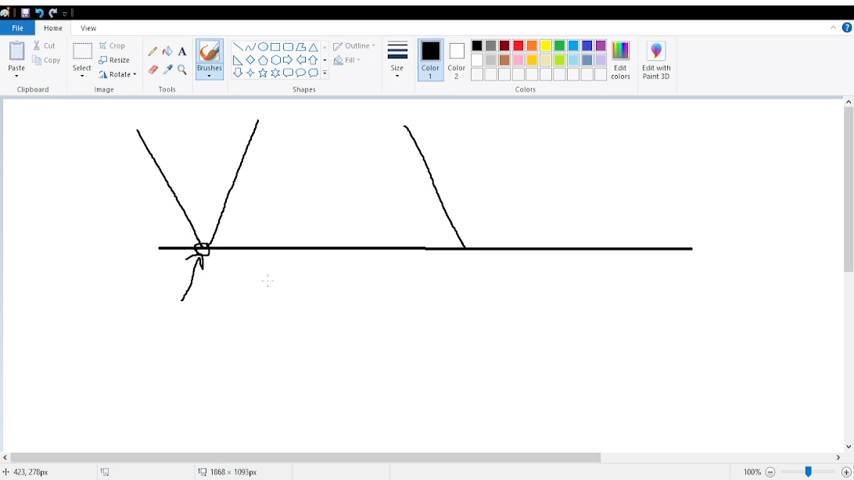 File Home View
Paste Cut Copy
Select Crop Resize Rotate
Brushes
Outline Fill
Size
Color 1
Color 2
Edit colors
Edit with Paint 3D
Clipboard Image Tools Shapes Colors
423, 278px 1868 × 1093px 100%